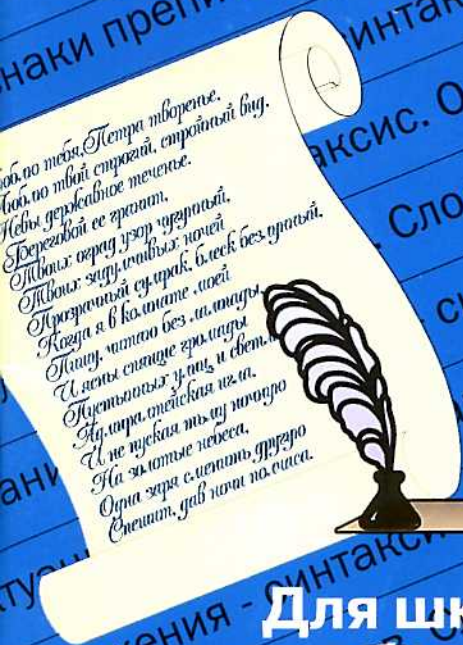 знаки препи
синтак
аксис. О
Сло
Люблю тебя, Петра творенье.
Люблю твой строгий, стройный вид.
Невы державное теченье.
Береговой ее гранит,
Твоих оград узор чугунный,
Твоих задумчивых ночей
Прозрачный сумрак, блеск безлунный,
Когда я в комнате моей
Пишу, читаю без лампады,
И ясны спящие громады
Пустынных улиц, и светла
Адмиралтейская игла.
И не пуская тьму ночную
На золотые небеса.
Одна заря сменить другую
Спешит, дав ночи полчаса.
ани
кту
синтакси
жения -
Для шк